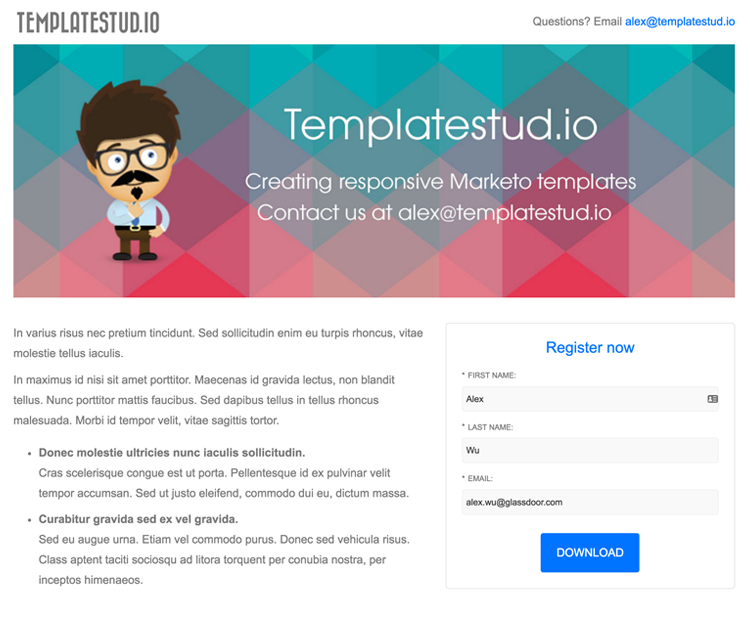 TEMPLATESTUD.IO
Questions? Email alex@templatestud.io
Templatestud.io
Creating responsive Marketo templates
Contact us at alex@templatestud.io
In varius risus nec pretium tincidunt. Sed sollicitudin enim eu turpis rhoncus, vitae
molestie tellus iaculis.
In maximus id nisi sit amet porttitor. Maecenas id gravida lectus, non blandit
tellus. Nunc porttitor mattis faucibus. Sed dapibus tellus in tellus rhoncus
malesuada. Morbi id tempor velit, vitae sagittis tortor.
• Donec molestie ultricies nunc iaculis sollicitudin.
Cras scelerisque congue est ut porta. Pellentesque id ex pulvinar velit
tempor accumsan. Sed ut justo eleifend, commodo dui eu, dictum massa.
• Curabitur gravida sed ex vel gravida.
Sed eu augue urna. Etiam vel commodo purus. Donec sed vehicula risus.
Class aptent taciti sociosqu ad litora torquent per conubia nostra, per
inceptos himenaeos.
Register now
* FIRST NAME:
Alex
* LAST NAME:
Wu
* EMAIL:
alex.wu@glassdoor.com
DOWNLOAD